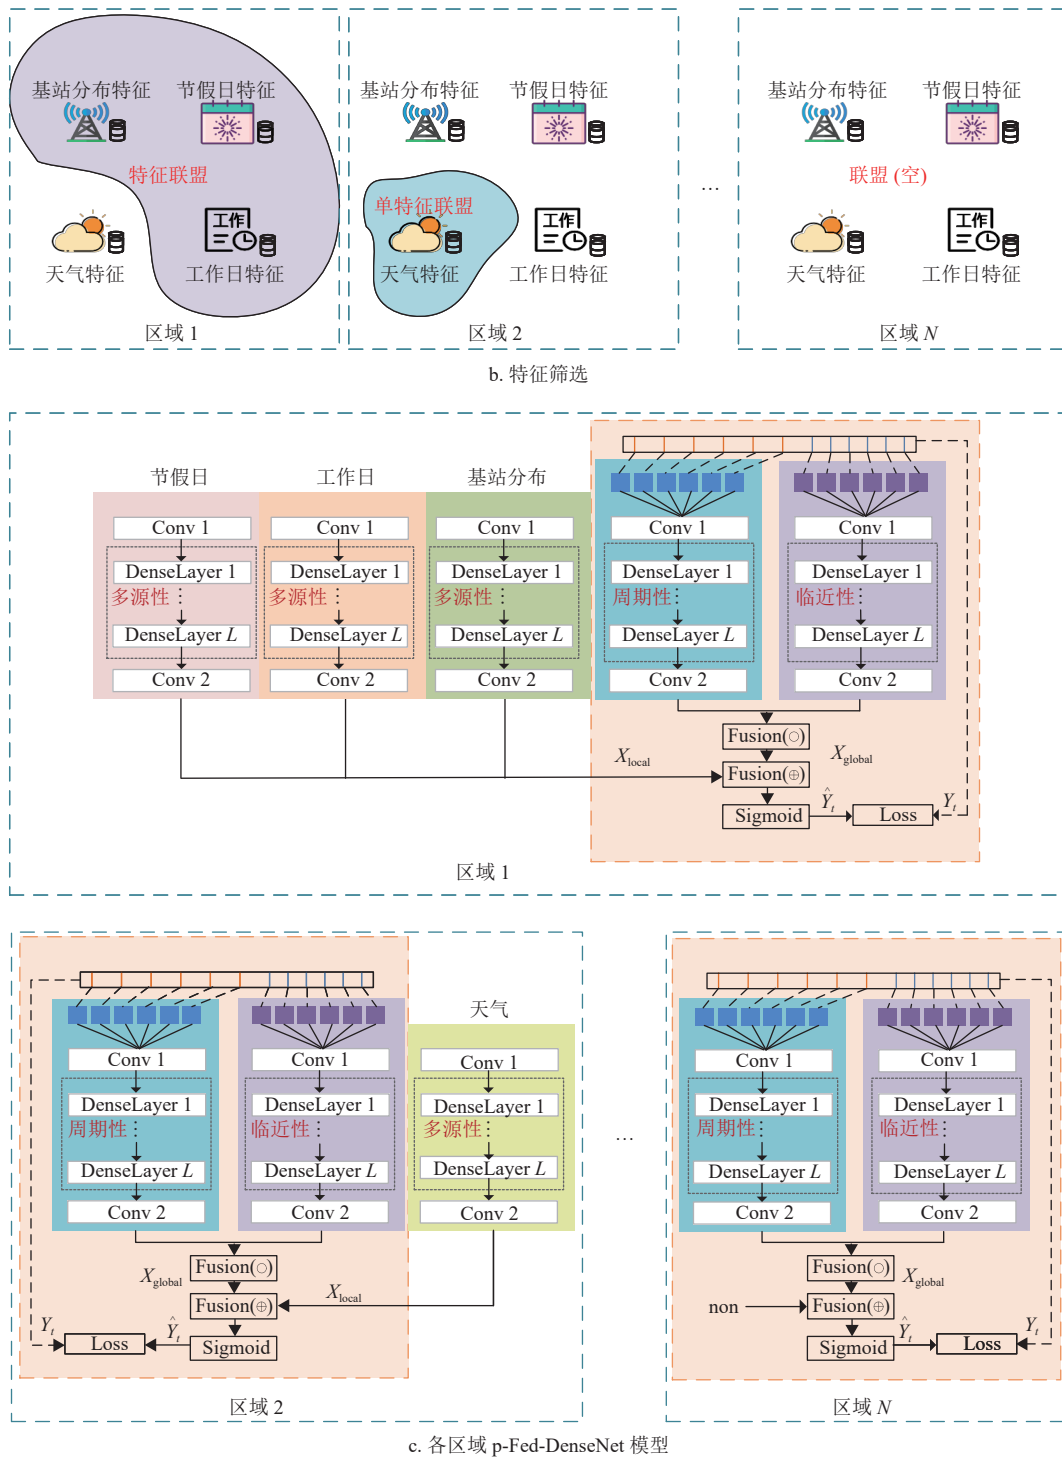 基站分布特征 节假日特征
特征联盟
工作
天气特征 工作日特征
区域 1
基站分布特征 节假日特征
单特征联盟
工作
天气特征 工作日特征
区域 2
…
基站分布特征 节假日特征
联盟 (空)
工作
天气特征 工作日特征
区域 N
b. 特征筛选
节假日 工作日 基站分布
Conv 1 Conv 1 Conv 1 Conv 1 Conv 1
DenseLayer 1 DenseLayer 1 DenseLayer 1 DenseLayer 1 DenseLayer 1
多源性 ⋮ 多源性 ⋮ 多源性 ⋮ 周期性 ⋮ 临近性 ⋮
DenseLayer L DenseLayer L DenseLayer L DenseLayer L DenseLayer L
Conv 2 Conv 2 Conv 2 Conv 2 Conv 2
Fusion(○)
X_local X_global
Fusion(⊕)
Sigmoid Ŷ_t Loss Y_t
区域 1
天气
Conv 1 Conv 1 Conv 1
DenseLayer 1 DenseLayer 1 DenseLayer 1
周期性 ⋮ 临近性 ⋮ 多源性 ⋮
DenseLayer L DenseLayer L DenseLayer L
Conv 2 Conv 2 Conv 2
Fusion(○)
X_global X_local
Fusion(⊕)
Y_t Loss Ŷ_t Sigmoid
区域 2
…
Conv 1 Conv 1
DenseLayer 1 DenseLayer 1
周期性 ⋮ 临近性 ⋮
DenseLayer L DenseLayer L
Conv 2 Conv 2
Fusion(○)
X_global
non Fusion(⊕)
Sigmoid Ŷ_t Loss Y_t
区域 N
c. 各区域 p-Fed-DenseNet 模型